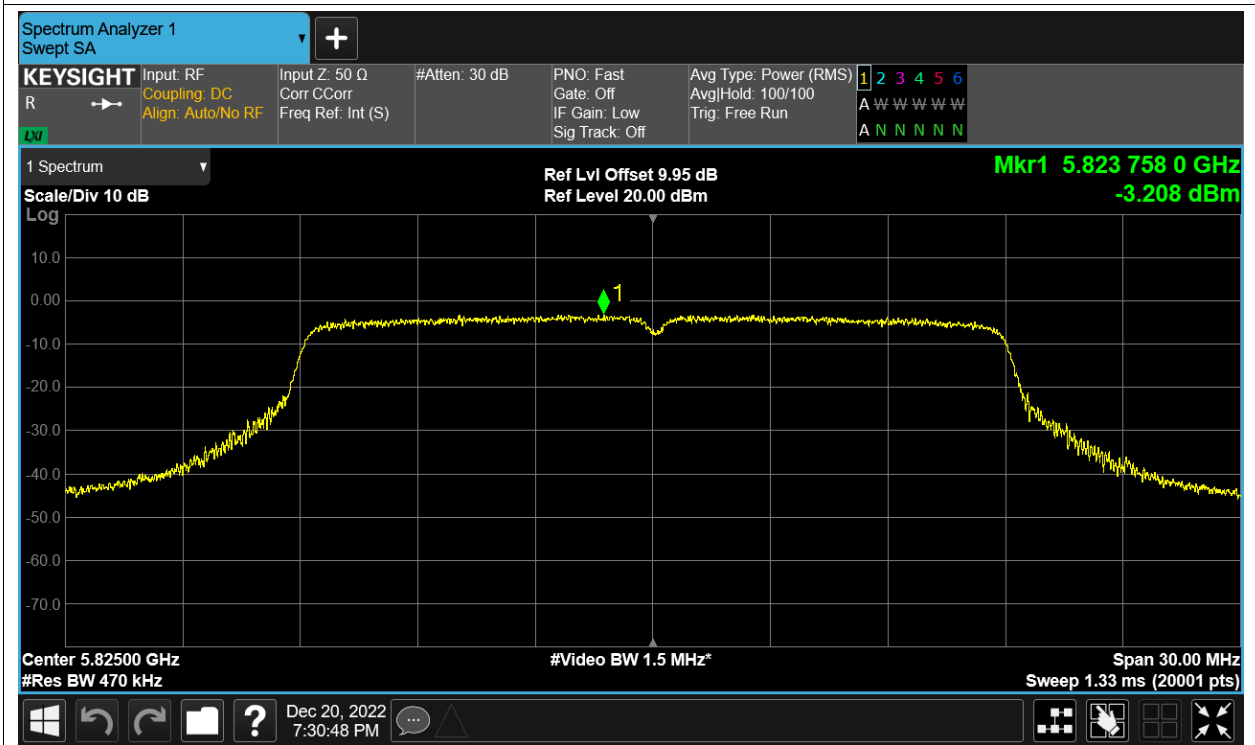 Spectrum Analyzer 1
Swept SA
+
KEYSIGHT
R
LXI
Input: RF
Coupling: DC
Align: Auto/No RF
Input Z: 50 Ω
Corr CCorr
Freq Ref: Int (S)
#Atten: 30 dB
PNO: Fast
Gate: Off
IF Gain: Low
Sig Track: Off
Avg Type: Power (RMS)
Avg|Hold: 100/100
Trig: Free Run
1 2 3 4 5 6
A W W W W W
A N N N N N
1 Spectrum
Scale/Div 10 dB
Log
Ref Lvl Offset 9.95 dB
Ref Level 20.00 dBm
Mkr1 5.823 758 0 GHz
-3.208 dBm
10.0
0.00
-10.0
-20.0
-30.0
-40.0
-50.0
-60.0
-70.0
1
Center 5.82500 GHz
#Res BW 470 kHz
#Video BW 1.5 MHz*
Span 30.00 MHz
Sweep 1.33 ms (20001 pts)
?
Dec 20, 2022
7:30:48 PM